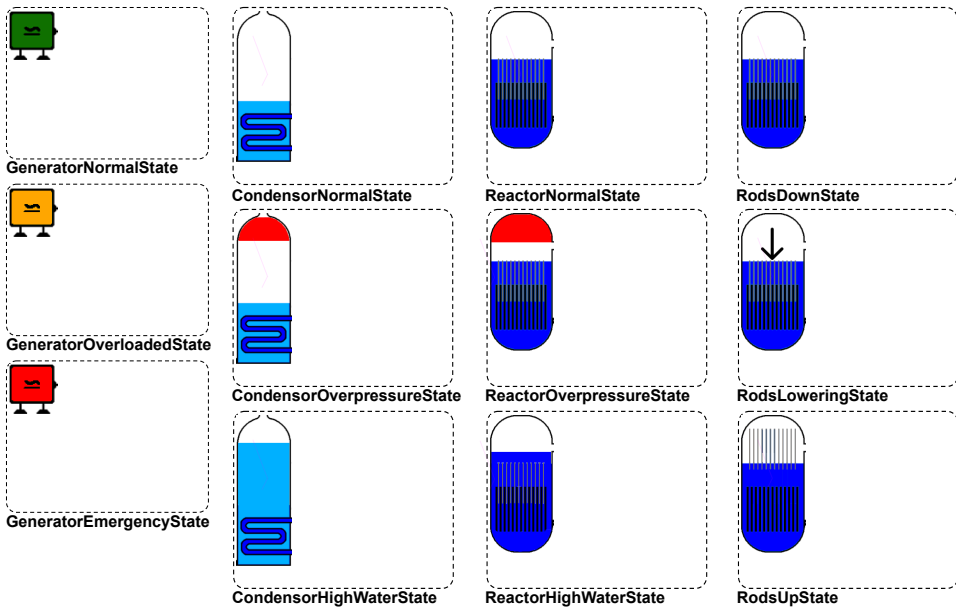 GeneratorNormalState
CondensorNormalState
ReactorNormalState
RodsDownState
GeneratorOverloadedState
CondensorOverpressureState
ReactorOverpressureState
RodsLoweringState
GeneratorEmergencyState
CondensorHighWaterState
ReactorHighWaterState
RodsUpState